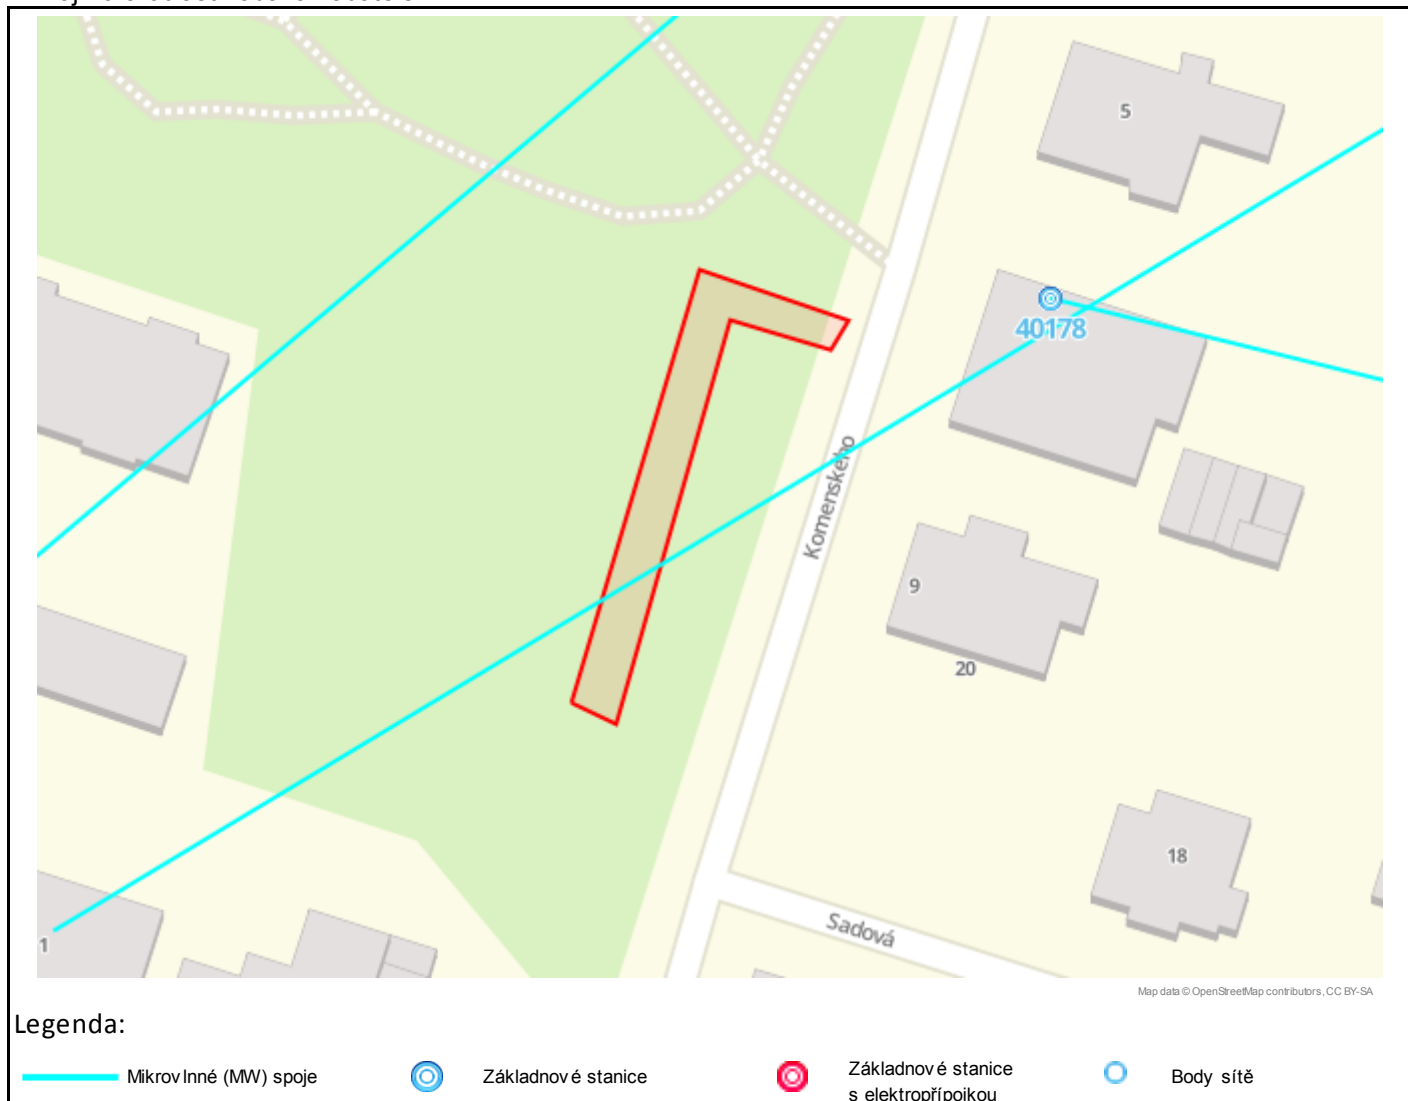 5
40178
Komenského
9
20
18
Sadová
1
Map data © OpenStreetMap contributors, CC BY-SA
Legenda:
Mikrovlnné (MW) spoje
Základnové stanice
Základnové stanice
s elektropřípojkou
Body sítě